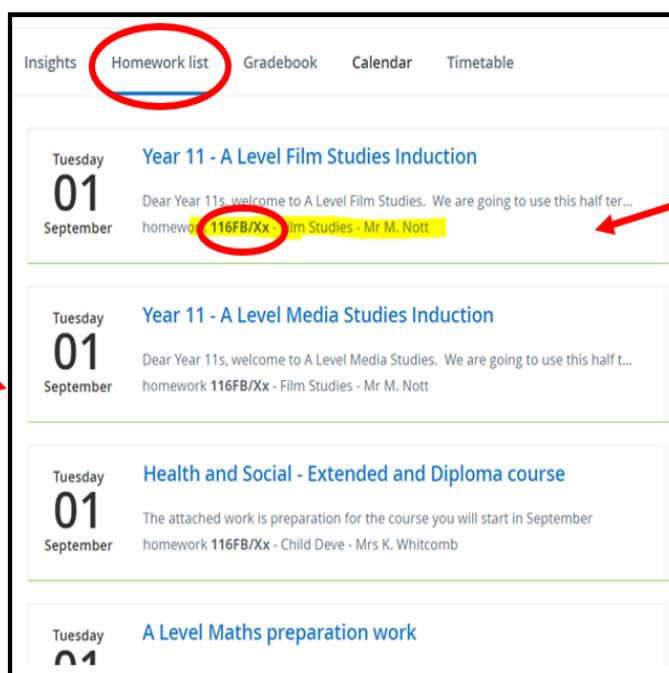 Insights Homework list Gradebook Calendar Timetable
Tuesday
01
September
Year 11 - A Level Film Studies Induction
Dear Year 11s, welcome to A Level Film Studies. We are going to use this half ter...
homework 116FB/Xx - Film Studies - Mr M. Nott
Tuesday
01
September
Year 11 - A Level Media Studies Induction
Dear Year 11s, welcome to A Level Media Studies. We are going to use this half t...
homework 116FB/Xx - Film Studies - Mr M. Nott
Tuesday
01
September
Health and Social - Extended and Diploma course
The attached work is preparation for the course you will start in September
homework 116FB/Xx - Child Deve - Mrs K. Whitcomb
Tuesday
01
A Level Maths preparation work